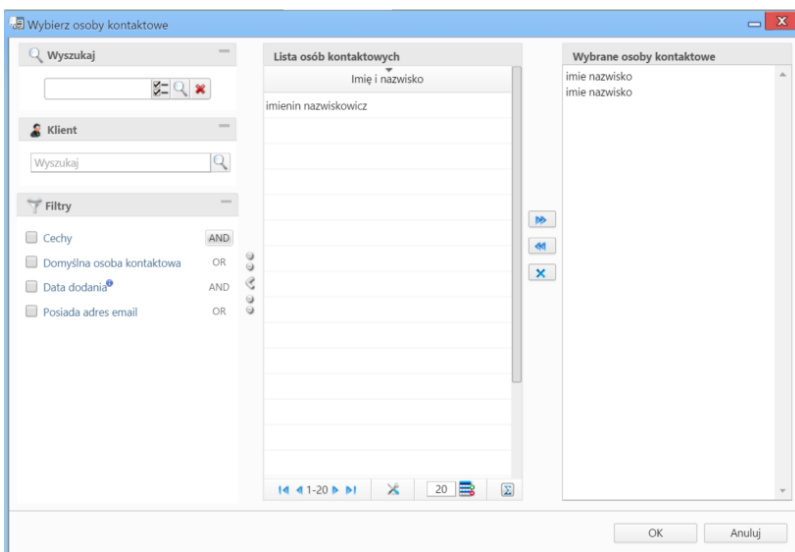 Wybierz osoby kontaktowe
Wyszukaj
Klient
Wyszukaj
Filtry
Cechy AND
Domyślna osoba kontaktowa OR
Data dodania AND
Posiada adres email OR
Lista osób kontaktowych
Imię i nazwisko
imienin nazwiskowicz
1-20
20
Wybrane osoby kontaktowe
imie nazwisko
imie nazwisko
OK Anuluj